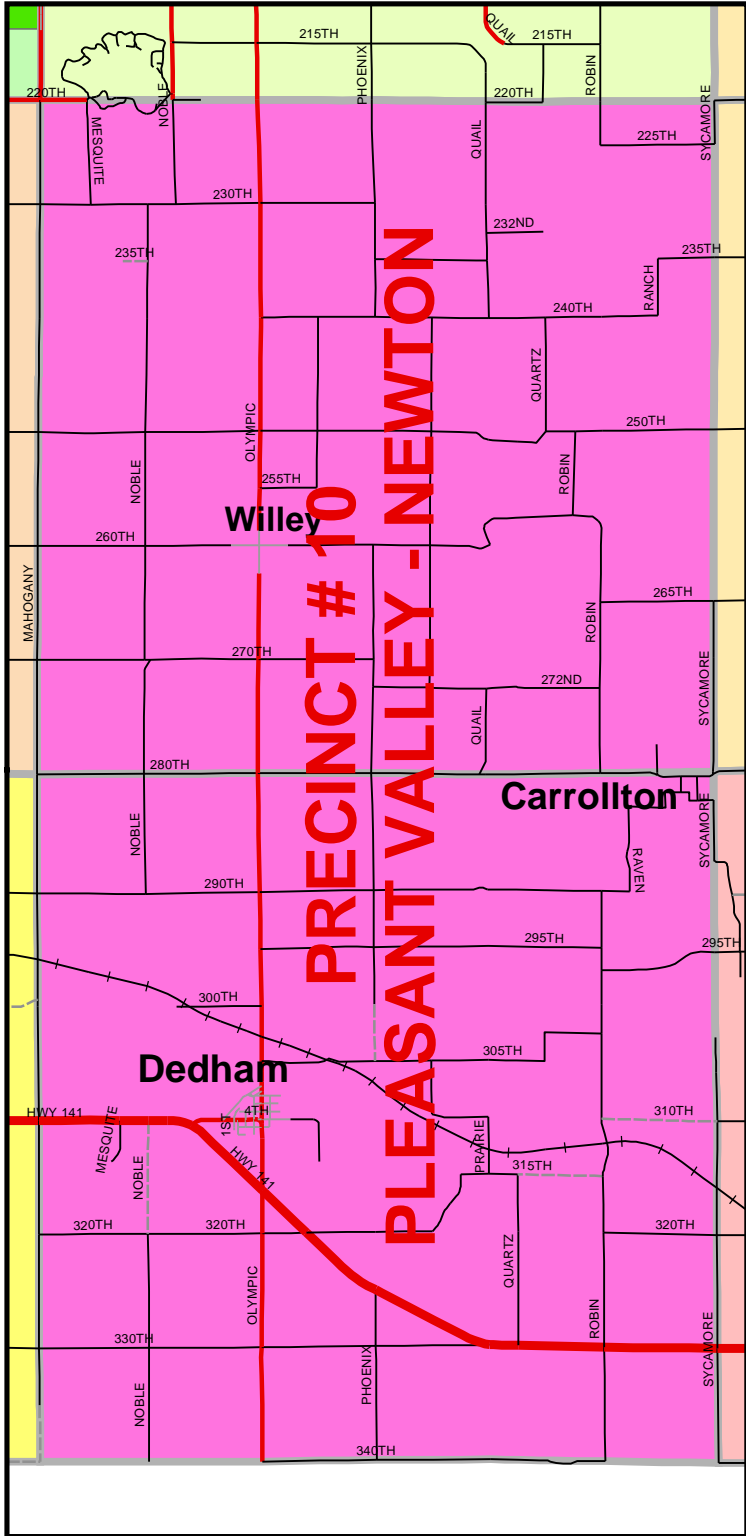 QUAIL
215TH
215TH
PHOENIX
ROBIN
220TH
NOBLE
220TH
SYCAMORE
MESQUITE
QUAIL
225TH
230TH
232ND
235TH
235TH
RANCH
240TH
QUARTZ
OLYMPIC
250TH
NOBLE
255TH
ROBIN
Willey
260TH
MAHOGANY
265TH
ROBIN
270TH
272ND
SYCAMORE
QUAIL
280TH
Carrollton
NOBLE
SYCAMORE
RAVEN
290TH
PRECINCT # 10
PLEASANT VALLEY - NEWTON
295TH
295TH
300TH
305TH
Dedham
HWY 141
MESQUITE
1ST
4TH
310TH
NOBLE
HWY 141
PRAIRIE
315TH
320TH
320TH
320TH
OLYMPIC
QUARTZ
ROBIN
330TH
PHOENIX
SYCAMORE
NOBLE
340TH